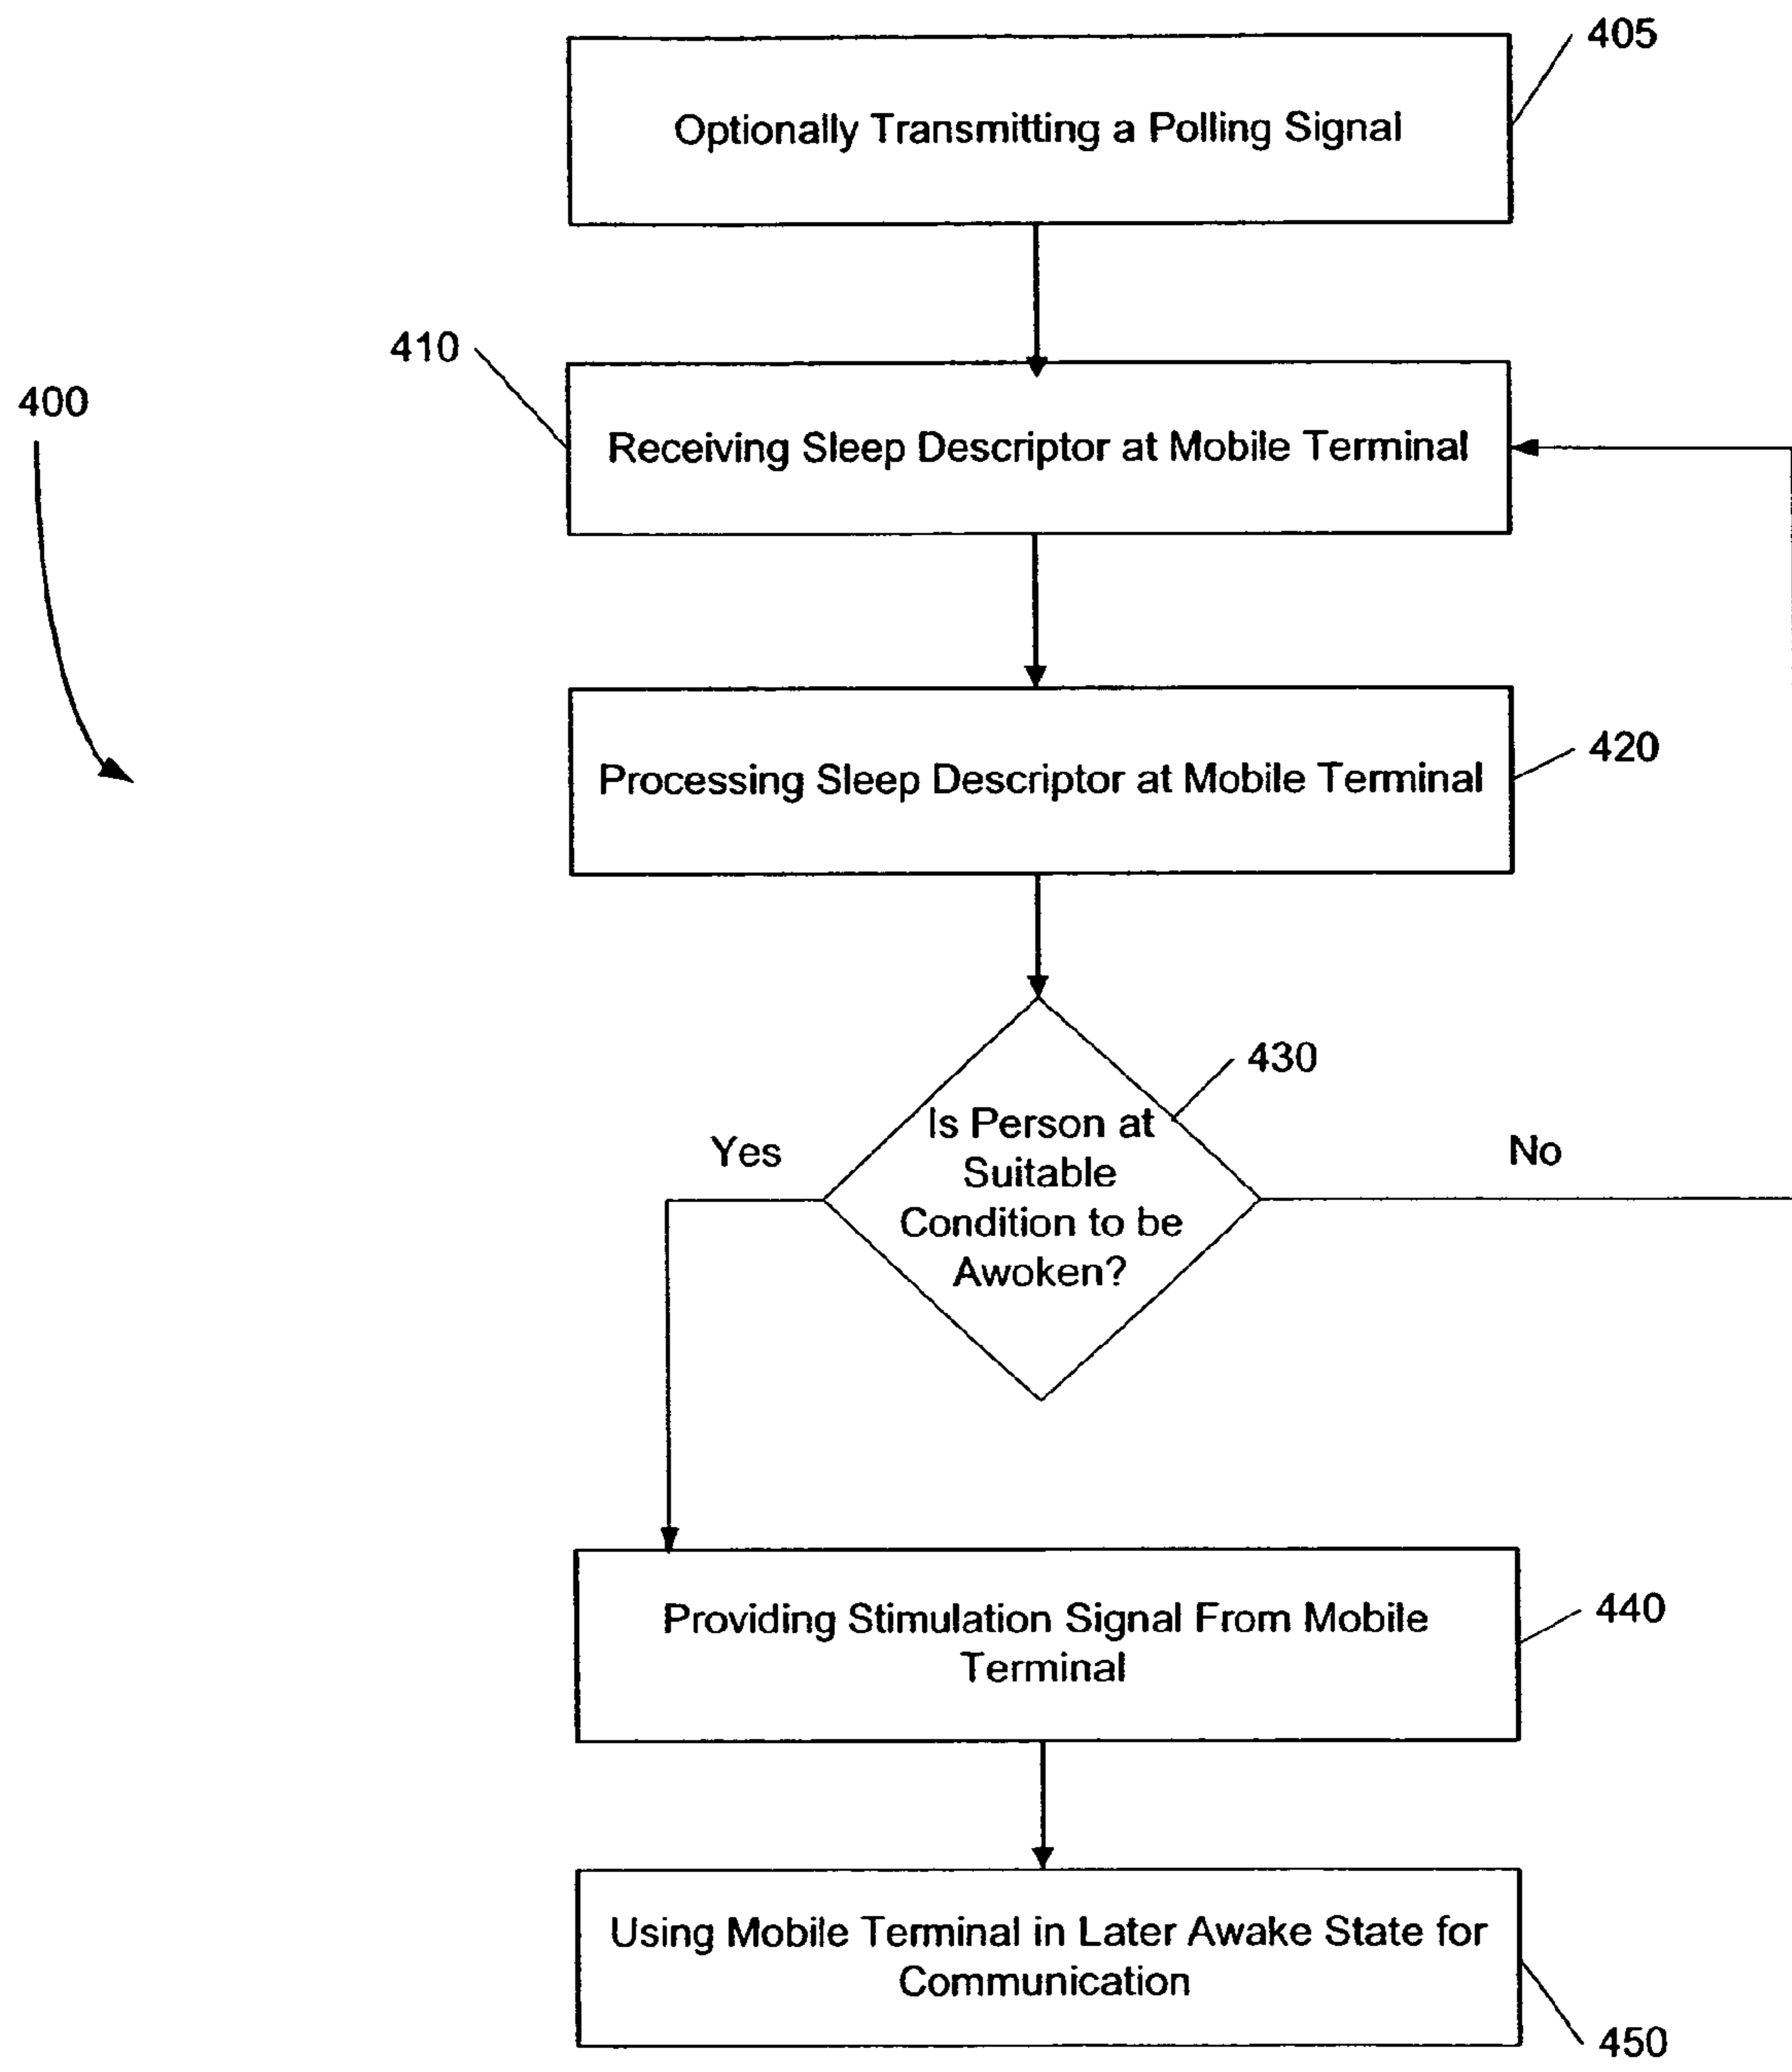 405
Optionally Transmitting a Polling Signal
410
400
Receiving Sleep Descriptor at Mobile Terminal
420
Processing Sleep Descriptor at Mobile Terminal
430
Is Person at
Suitable
Condition to be
Awoken?
Yes
No
440
Providing Stimulation Signal From Mobile
Terminal
Using Mobile Terminal in Later Awake State for
Communication
450